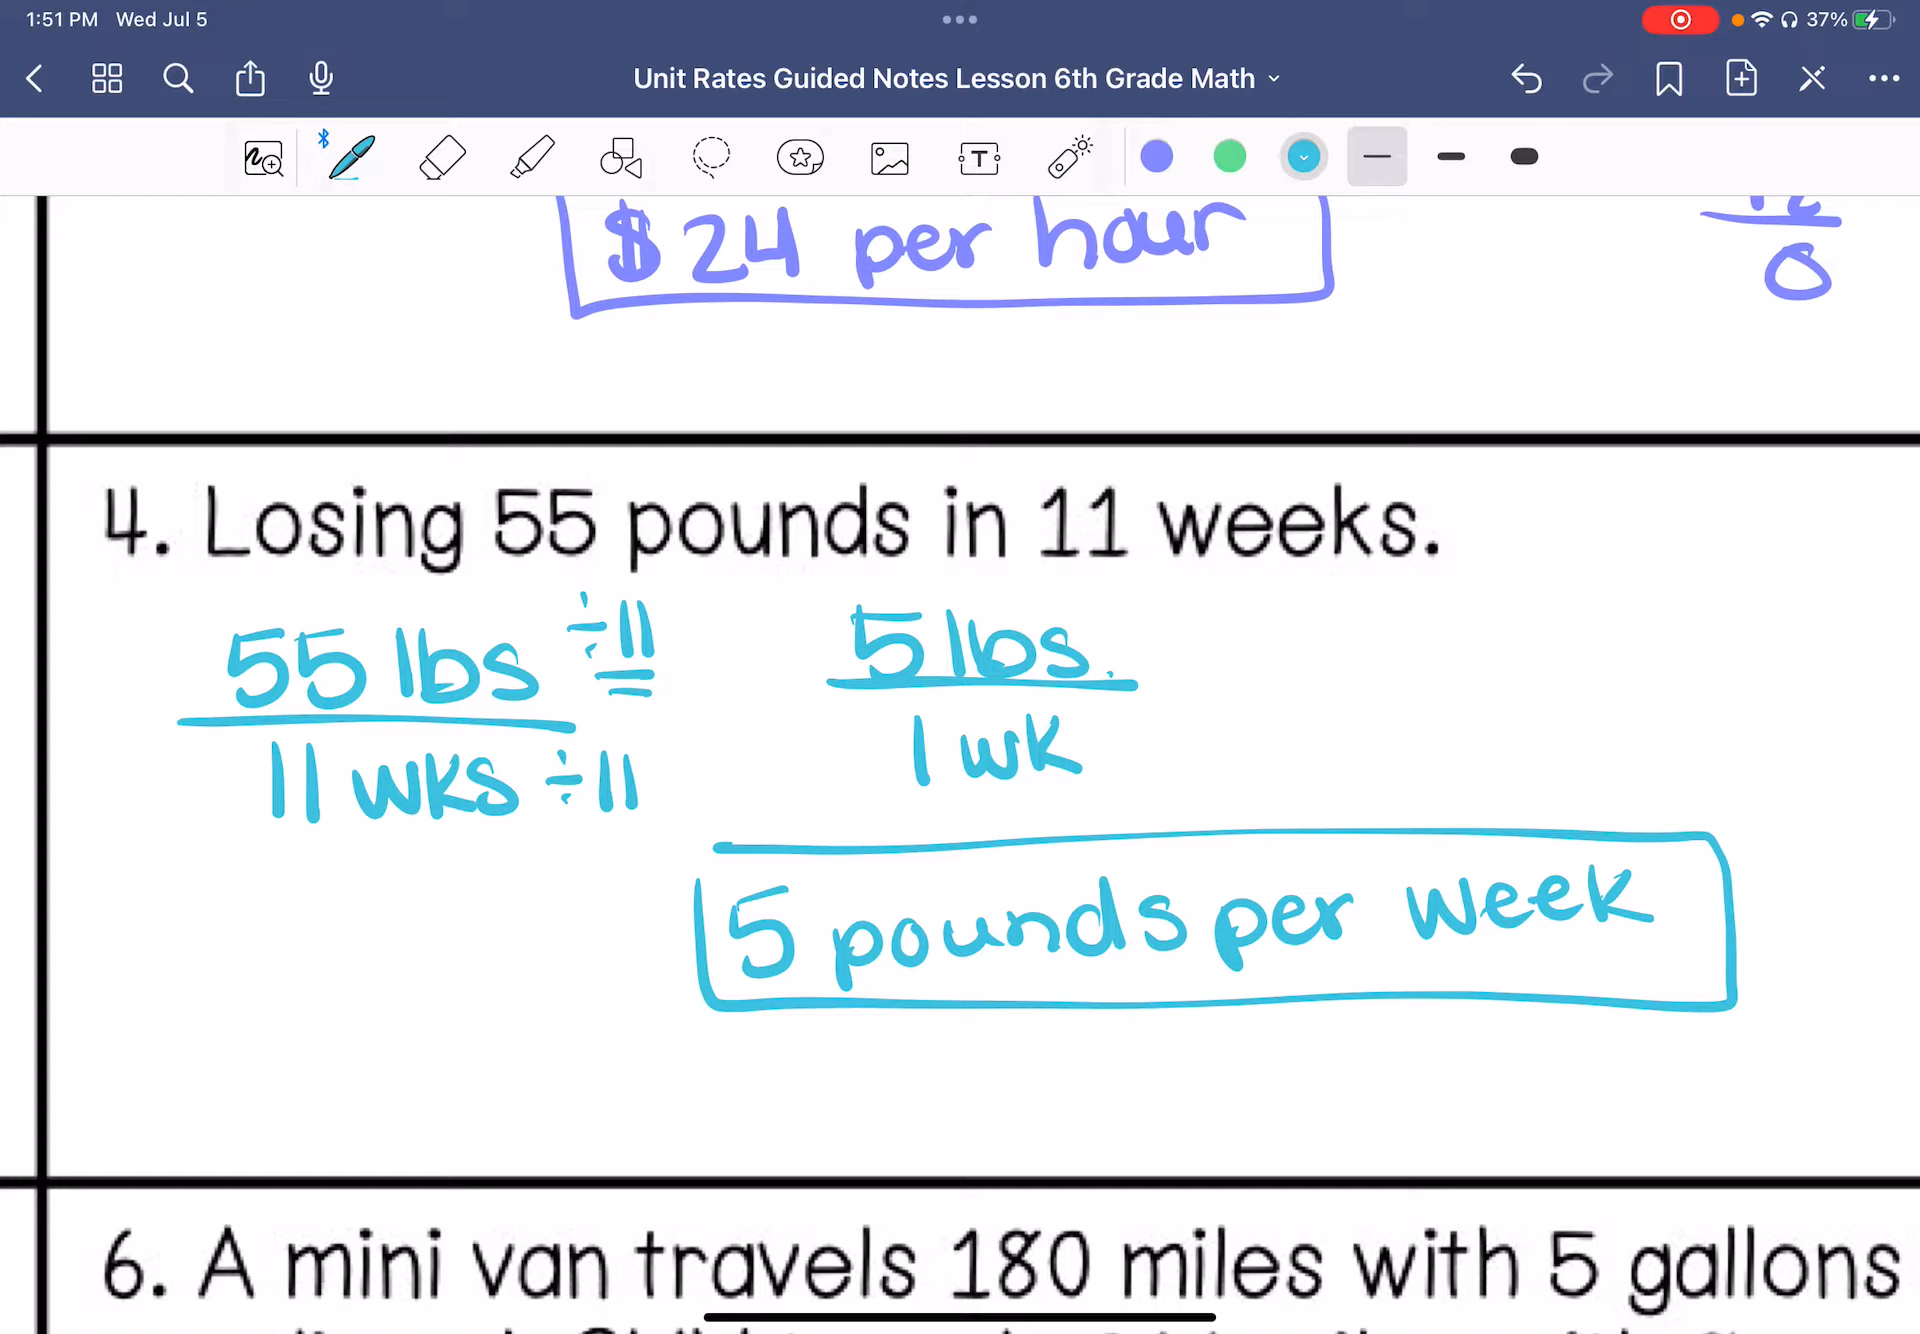 1:51 PM Wed Jul 5
37%
Unit Rates Guided Notes Lesson 6th Grade Math
T
$24 per hour
0
4. Losing 55 pounds in 11 weeks.
55 lbs ÷11 = 5 lbs.
11 wks ÷11 1 wk
5 pounds per week
6. A mini van travels 180 miles with 5 gallons